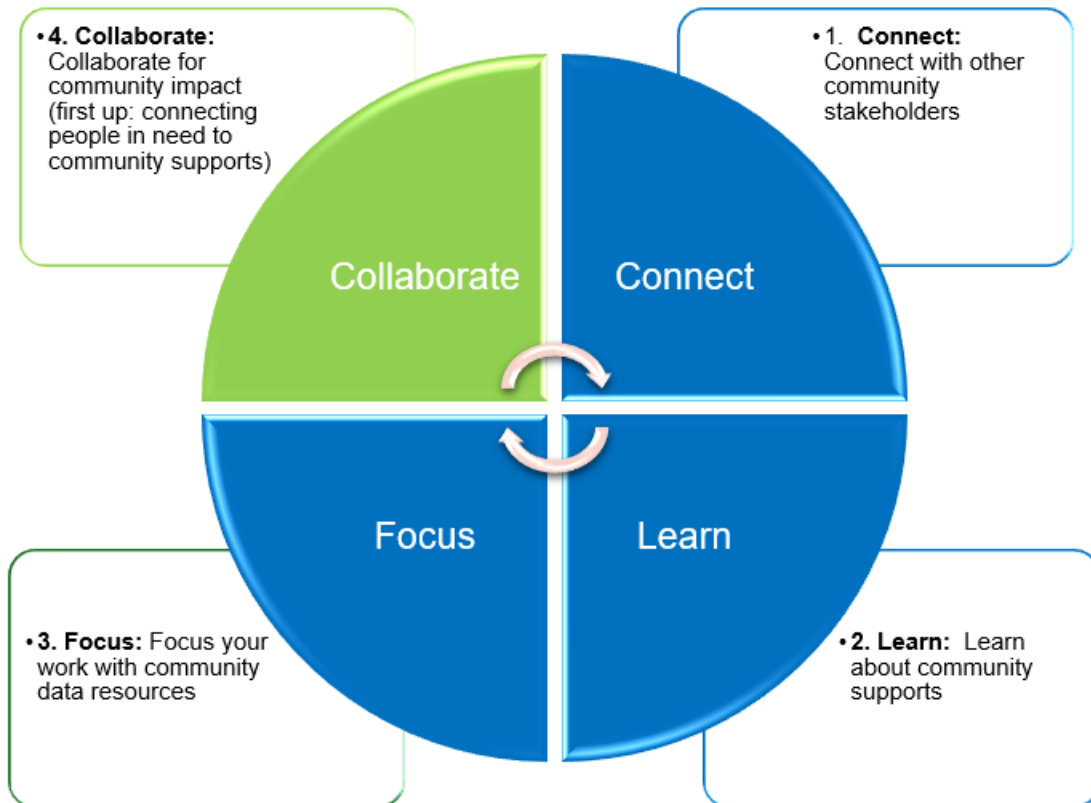 • 4. Collaborate:
Collaborate for
community impact
(first up: connecting
people in need to
community supports)
• 1.  Connect:
Connect with other
community
stakeholders
Collaborate
Connect
Focus
Learn
• 3. Focus: Focus your
work with community
data resources
• 2. Learn:  Learn
about community
supports